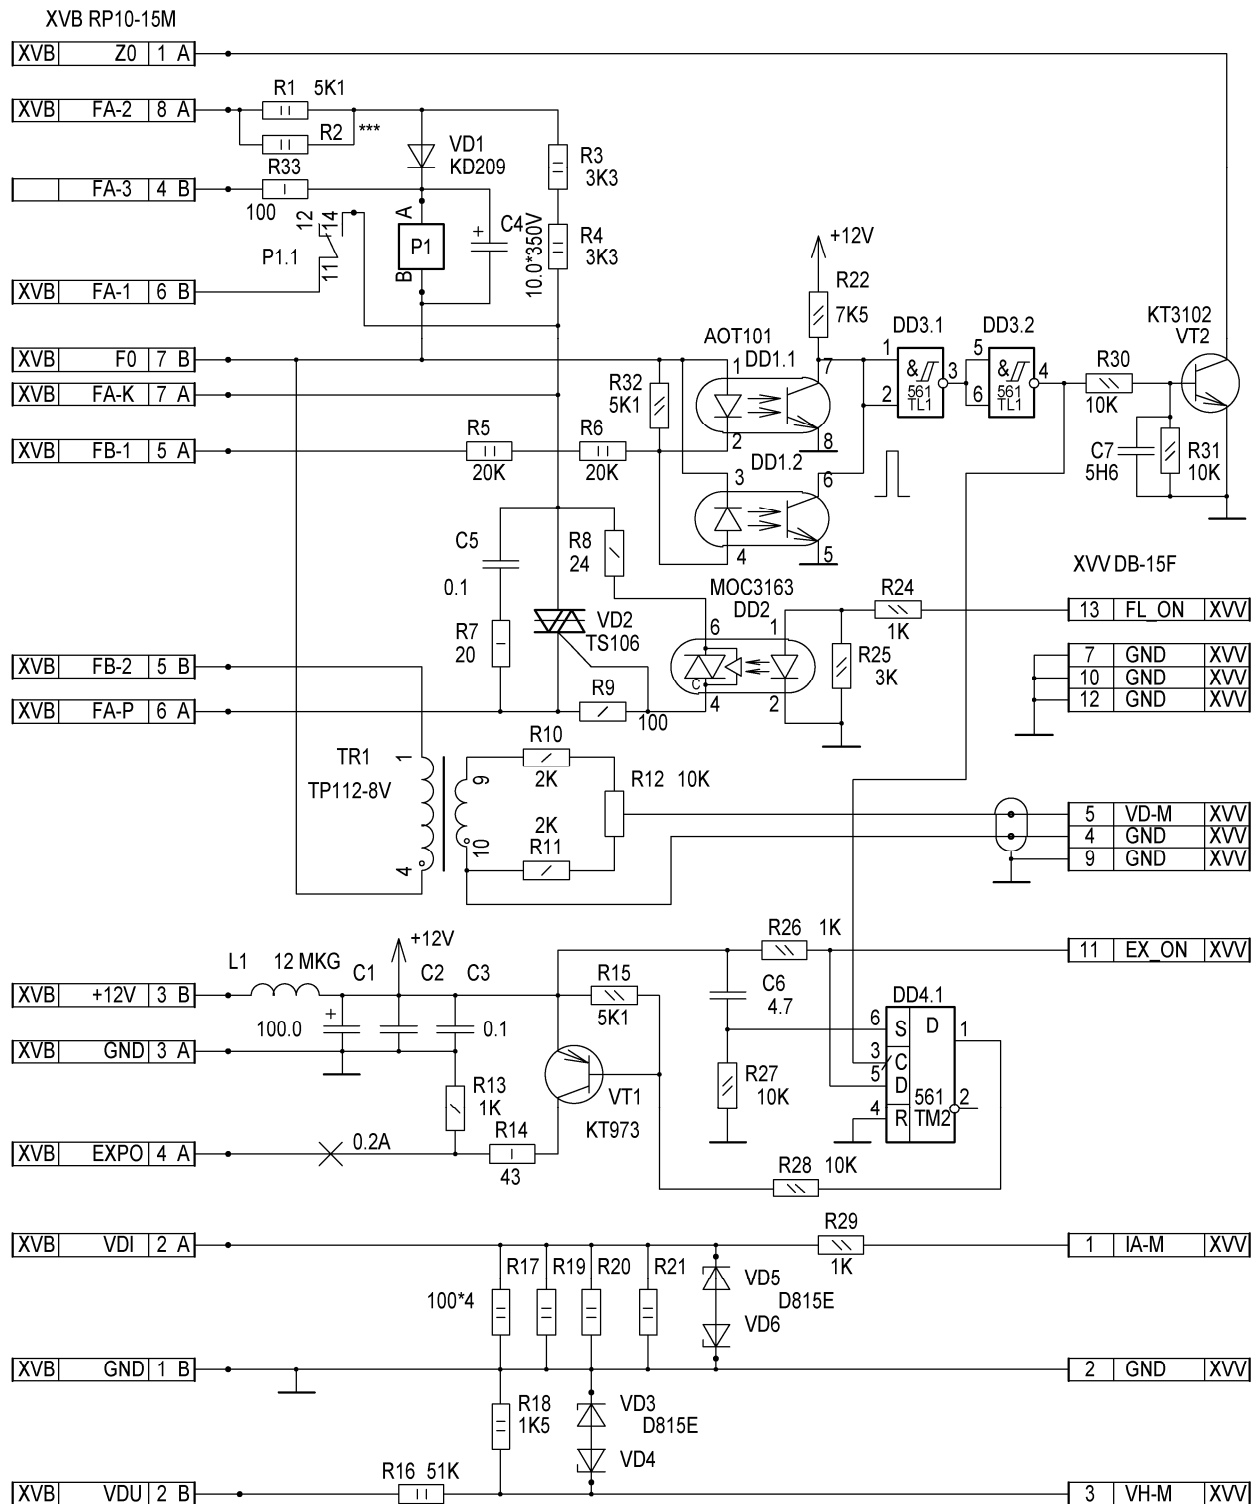 XVB RP10-15M
XVB Z0 1 A
R1 5K1
XVB FA-2 8 A
R2 ***
VD1
KD209
R3
3K3
R33
FA-3 4 B
100
12
14
A
C4
+
10.0*350V
R4
3K3
P1
P1.1
11
B
+12V
XVB FA-1 6 B
R22
7K5
KT3102
VT2
DD3.1
DD3.2
AOT101
DD1.1
XVB F0 7 B
1
7
1
5
&
&
3
4
R30
10K
R32
5K1
561
TL1
561
TL1
2
6
XVB FA-K 7 A
R5
R6
2
8
XVB FB-1 5 A
20K
20K
DD1.2
C7
5H6
R31
10K
3
6
C5
R8
24
4
5
0.1
MOC3163
DD2
XVV DB-15F
R24
1K
13 FL_ON XVV
R7
20
VD2
TS106
6
1
R25
3K
7 GND XVV
XVB FB-2 5 B
C
10 GND XVV
R9
4
2
12 GND XVV
XVB FA-P 6 A
100
R10
TR1
TP112-8V
1
9
2K
R12 10K
2K
5 VD-M XVV
4 GND XVV
R11
10
4
9 GND XVV
R26 1K
+12V
11 EX_ON XVV
L1 12 MKG
C1
C2
C3
R15
5K1
C6
4.7
DD4.1
XVB +12V 3 B
100.0
+
0.1
6
S
D
1
XVB GND 3 A
3
C
5
D
R13
1K
R27
10K
561
TM2
2
VT1
4
R
KT973
R14
43
XVB EXPO 4 A
0.2A
R28 10K
R29
1K
XVB VDI 2 A
1 IA-M XVV
R17
R19
R20
R21
100*4
VD5
D815E
VD6
XVB GND 1 B
2 GND XVV
R18
1K5
VD3
D815E
VD4
R16 51K
XVB VDU 2 B
3 VH-M XVV